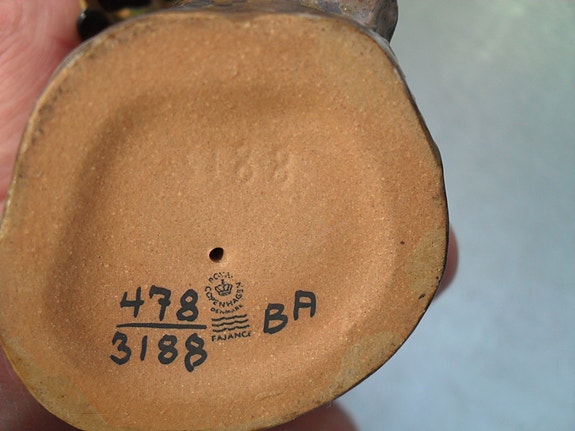 3188
ROYAL
COPENHAGEN
DENMARK
FAJANCE
478
3188
BA